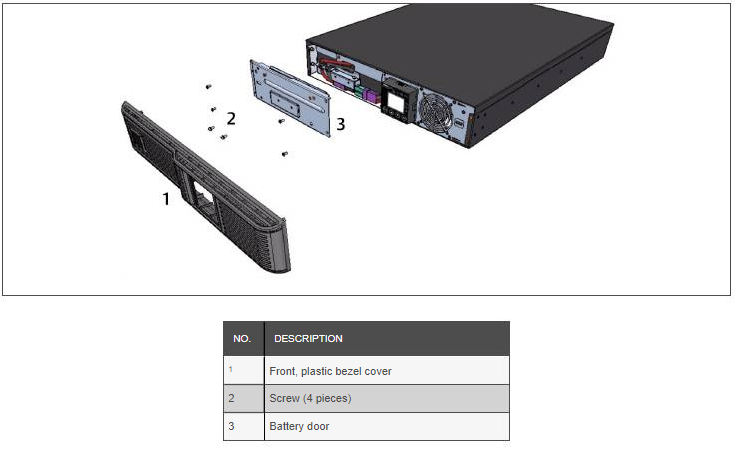 2
3
1
NO. DESCRIPTION
1 Front, plastic bezel cover
2 Screw (4 pieces)
3 Battery door